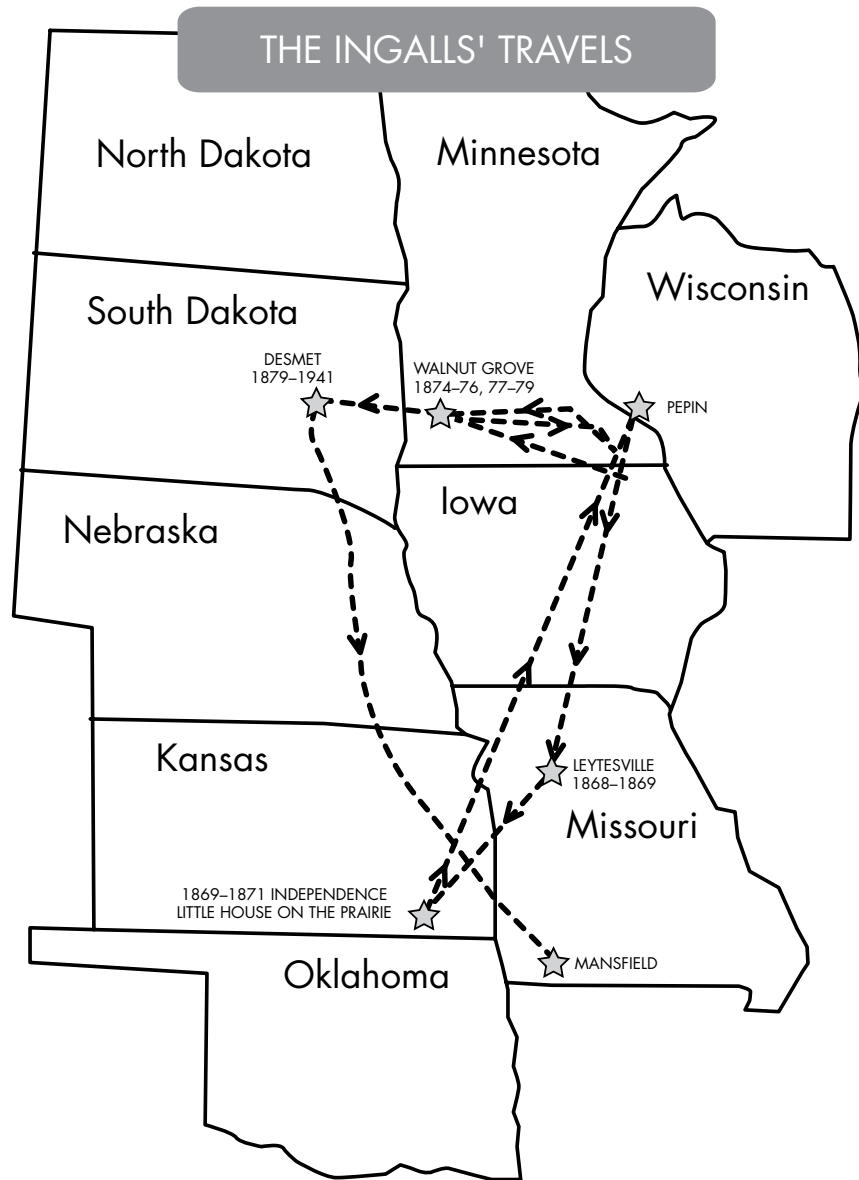 THE INGALLS' TRAVELS
North Dakota
Minnesota
Wisconsin
South Dakota
DESMET
1879–1941
WALNUT GROVE
1874–76, 77–79
PEPIN
Iowa
Nebraska
Kansas
LEYTESVILLE
1868–1869
Missouri
1869–1871 INDEPENDENCE
LITTLE HOUSE ON THE PRAIRIE
MANSFIELD
Oklahoma